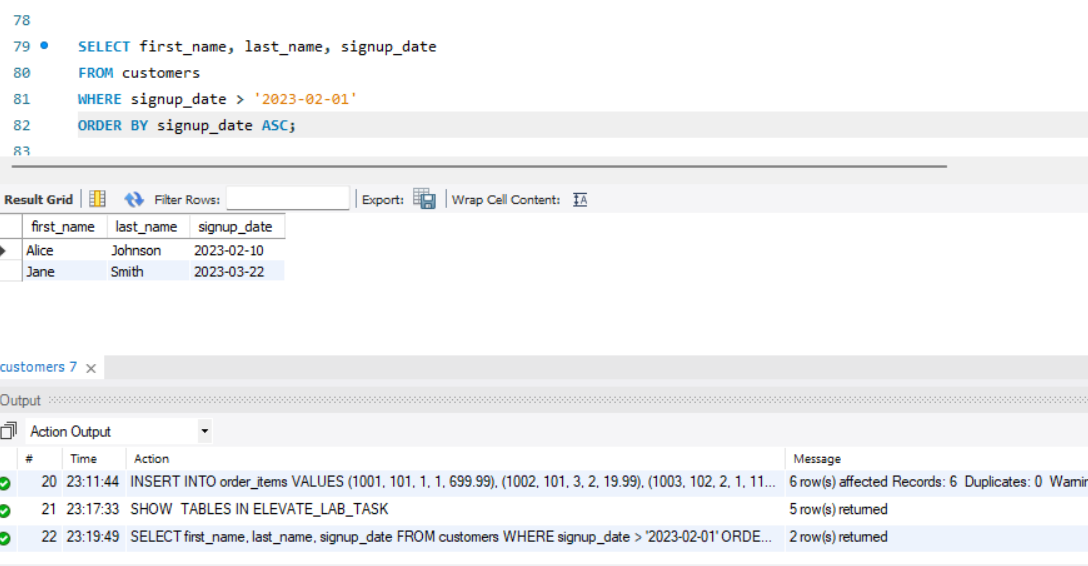 78
79 SELECT first_name, last_name, signup_date
80 FROM customers
81 WHERE signup_date > '2023-02-01'
82 ORDER BY signup_date ASC;
83
Result Grid Filter Rows: Export: Wrap Cell Content: IA
first_name last_name signup_date
Alice Johnson 2023-02-10
Jane Smith 2023-03-22
customers 7
Output
Action Output
# Time Action Message
20 23:11:44 INSERT INTO order_items VALUES (1001, 101, 1, 1, 699.99), (1002, 101, 3, 2, 19.99), (1003, 102, 2, 1, 11... 6 row(s) affected Records: 6 Duplicates: 0 Warnin
21 23:17:33 SHOW TABLES IN ELEVATE_LAB_TASK 5 row(s) returned
22 23:19:49 SELECT first_name, last_name, signup_date FROM customers WHERE signup_date > '2023-02-01' ORDE... 2 row(s) returned